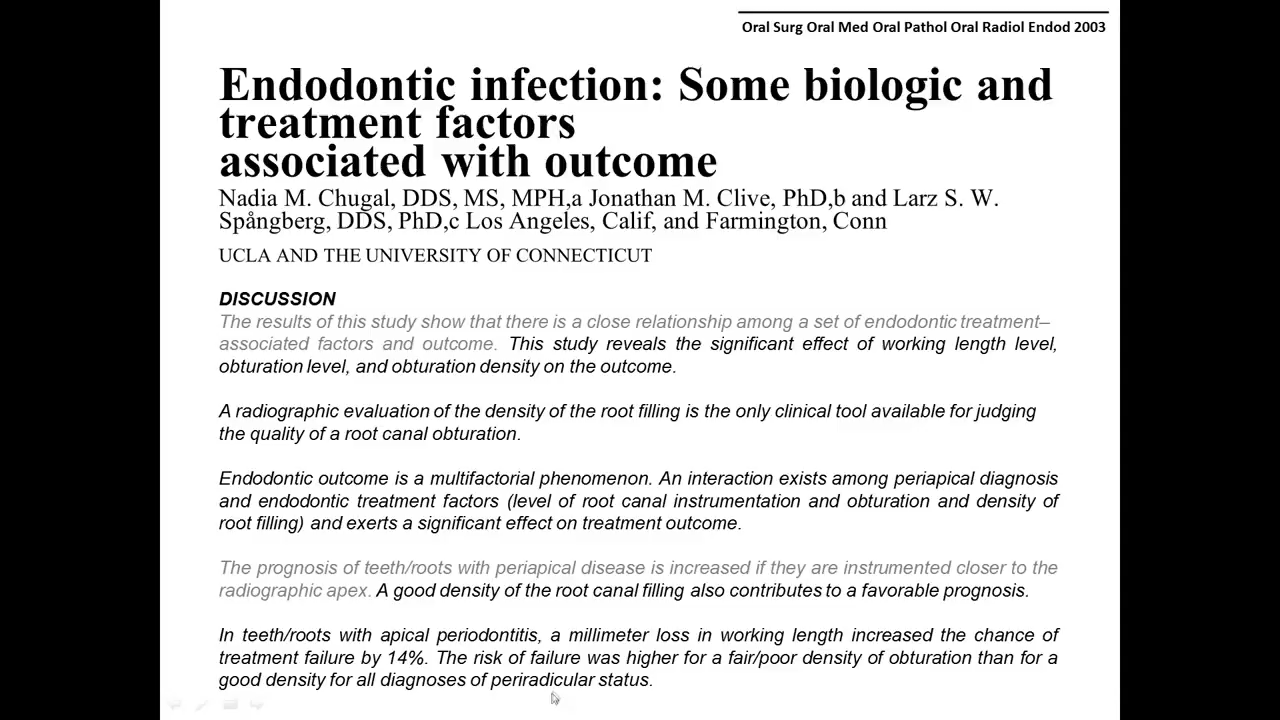 Oral Surg Oral Med Oral Pathol Oral Radiol Endod 2003
Endodontic infection: Some biologic and
treatment factors
associated with outcome
Nadia M. Chugal, DDS, MS, MPH,a Jonathan M. Clive, PhD,b and Larz S. W.
Spångberg, DDS, PhD,c Los Angeles, Calif, and Farmington, Conn
UCLA AND THE UNIVERSITY OF CONNECTICUT
DISCUSSION
The results of this study show that there is a close relationship among a set of endodontic treatment–
associated factors and outcome. This study reveals the significant effect of working length level,
obturation level, and obturation density on the outcome.
A radiographic evaluation of the density of the root filling is the only clinical tool available for judging
the quality of a root canal obturation.
Endodontic outcome is a multifactorial phenomenon. An interaction exists among periapical diagnosis
and endodontic treatment factors (level of root canal instrumentation and obturation and density of
root filling) and exerts a significant effect on treatment outcome.
The prognosis of teeth/roots with periapical disease is increased if they are instrumented closer to the
radiographic apex. A good density of the root canal filling also contributes to a favorable prognosis.
In teeth/roots with apical periodontitis, a millimeter loss in working length increased the chance of
treatment failure by 14%. The risk of failure was higher for a fair/poor density of obturation than for a
good density for all diagnoses of periradicular status.